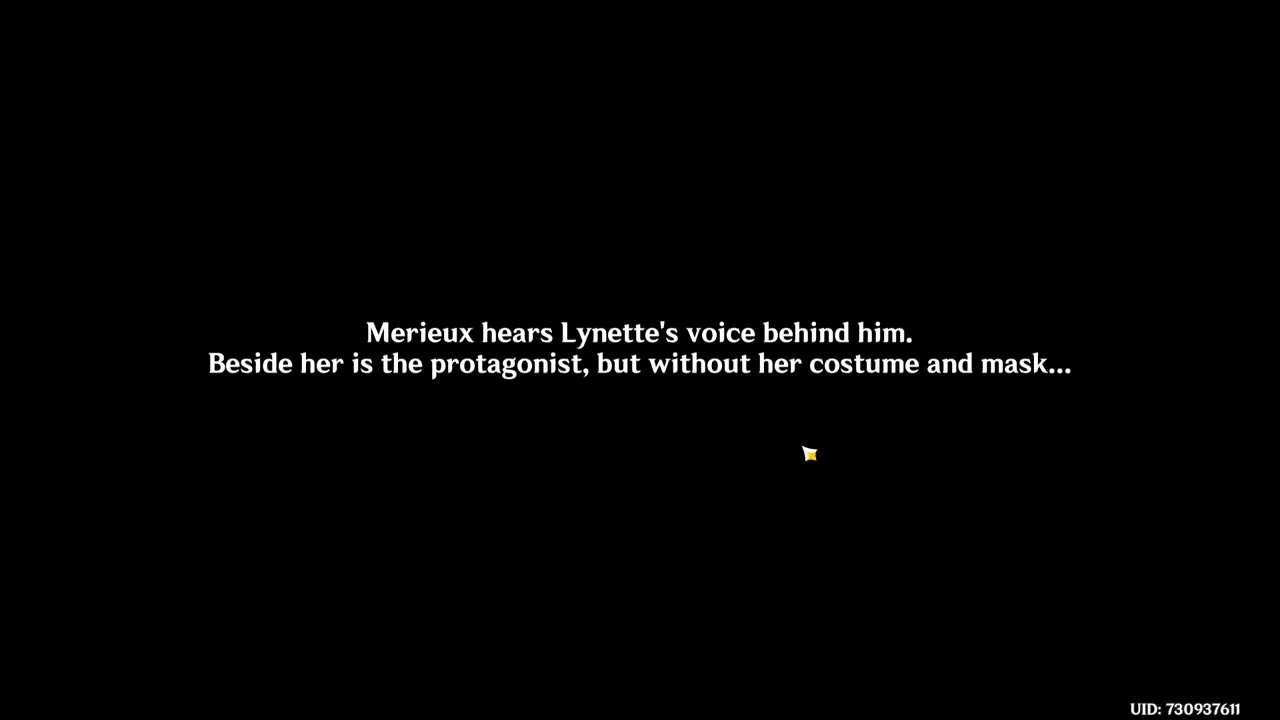 Merieux hears Lynette's voice behind him.
Beside her is the protagonist, but without her costume and mask...
UID: 730937611